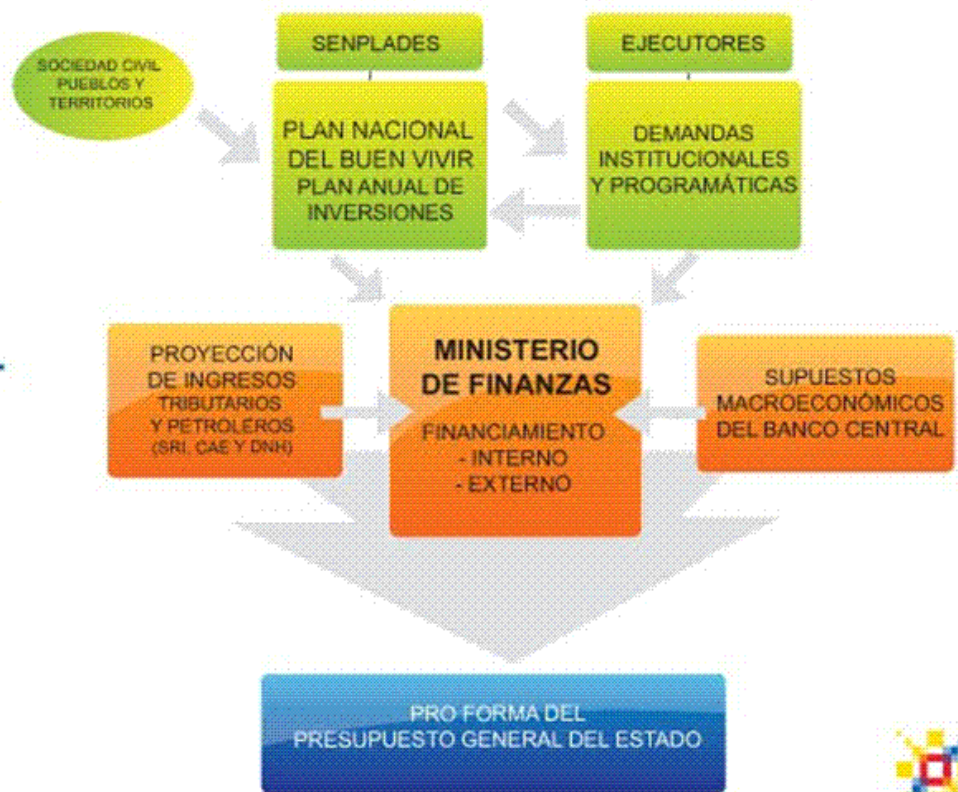 SOCIEDAD CIVIL,
PUEBLOS Y
TERRITORIOS
SENPLADES
PLAN NACIONAL
DEL BUEN VIVIR
PLAN ANUAL DE
INVERSIONES
EJECUTORES
DEMANDAS
INSTITUCIONALES
Y PROGRAMÁTICAS
PROYECCIÓN
DE INGRESOS
TRIBUTARIOS
Y PETROLEROS
(SRI, CAE Y DNH)
MINISTERIO
DE FINANZAS
FINANCIAMIENTO
- INTERNO
- EXTERNO
SUPUESTOS
MACROECONÓMICOS
DEL BANCO CENTRAL
PRO FORMA DEL
PRESUPUESTO GENERAL DEL ESTADO